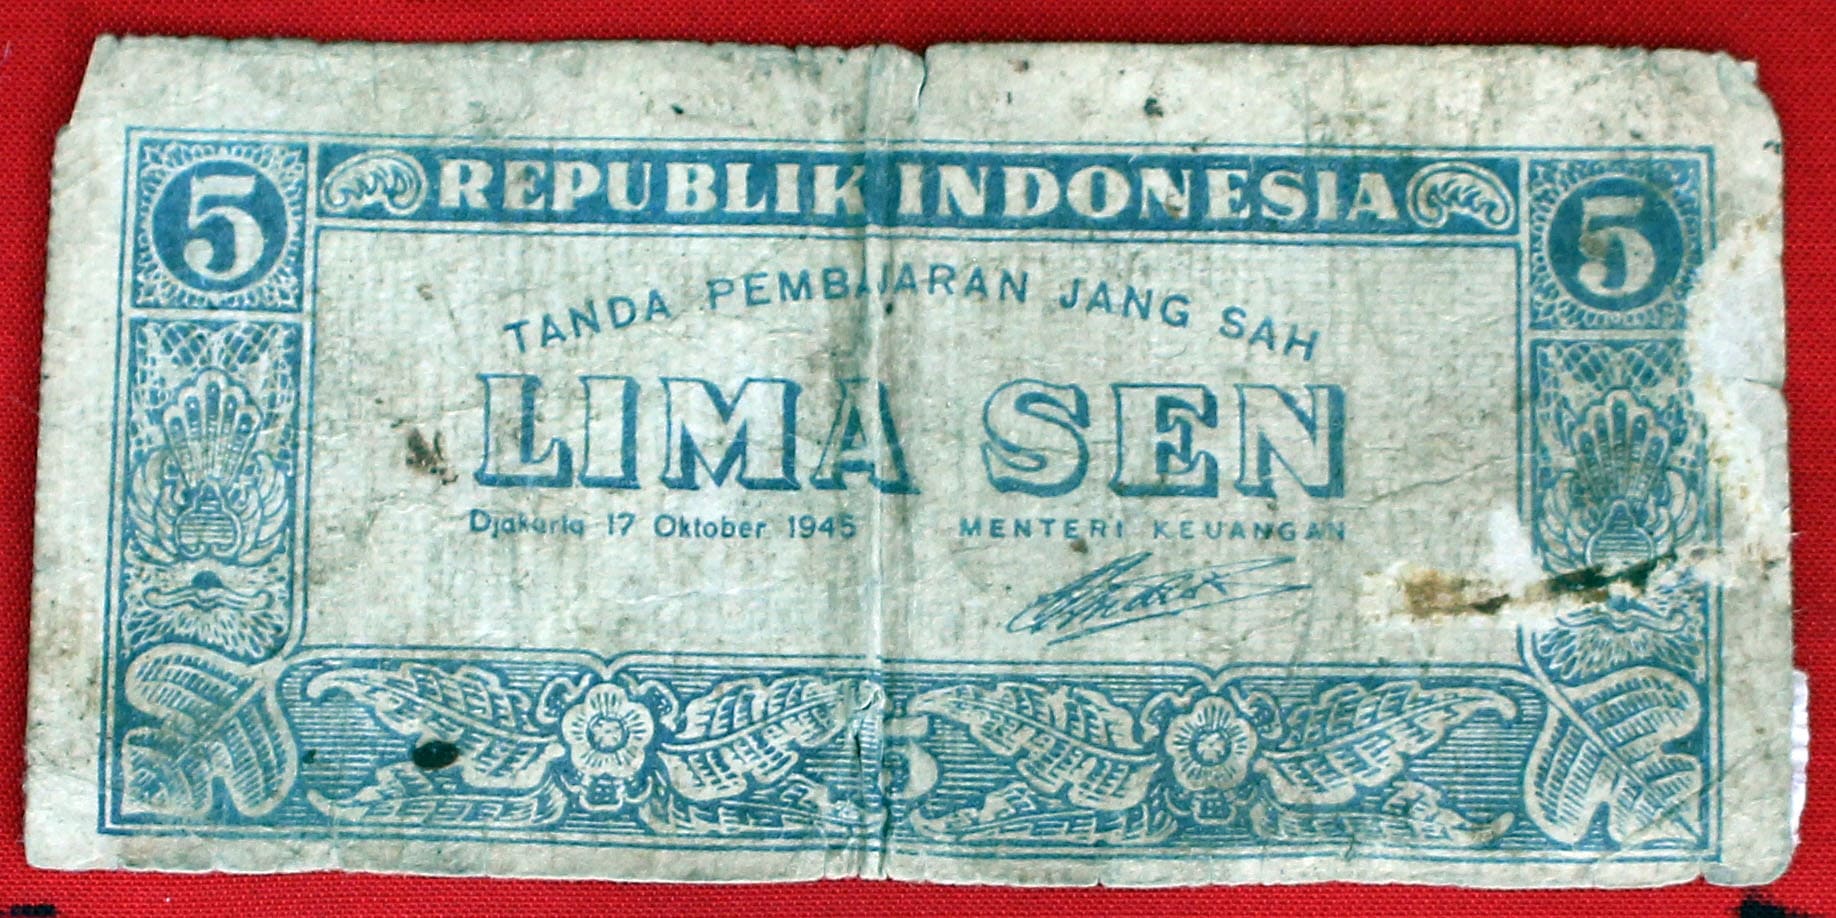 5 REPUBLIK INDONESIA 5
TANDA PEMBAJARAN JANG SAH
LIMA SEN
Djakarta 17 Oktober 1945 MENTERI KEUANGAN
5